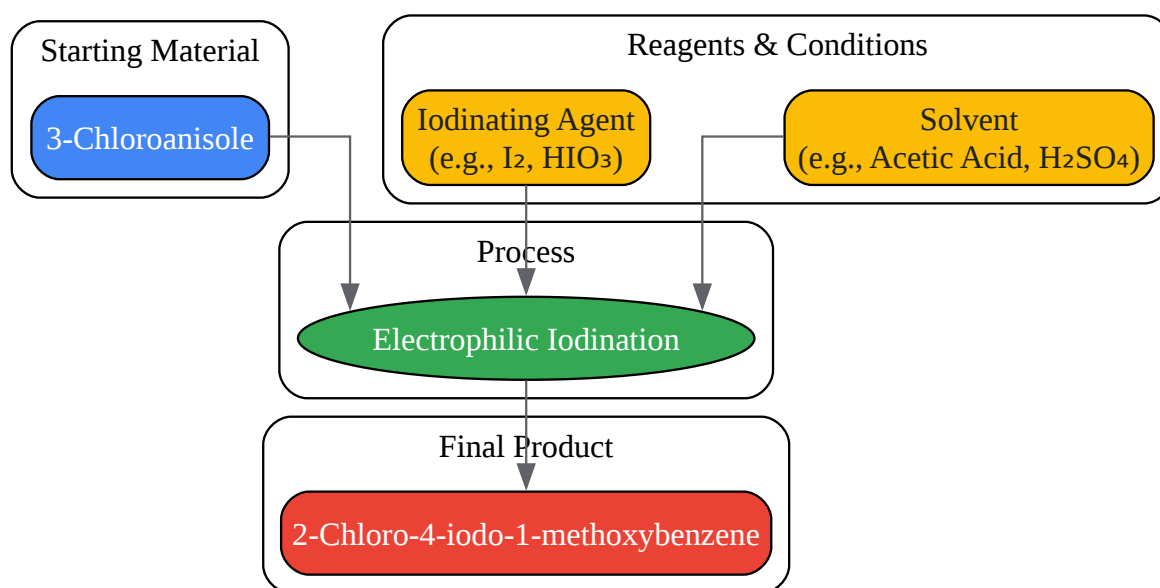 Starting Material
3-Chloroanisole
Reagents & Conditions
Iodinating Agent
(e.g., I₂, HIO₃)
Solvent
(e.g., Acetic Acid, H₂SO₄)
Process
Electrophilic Iodination
Final Product
2-Chloro-4-iodo-1-methoxybenzene